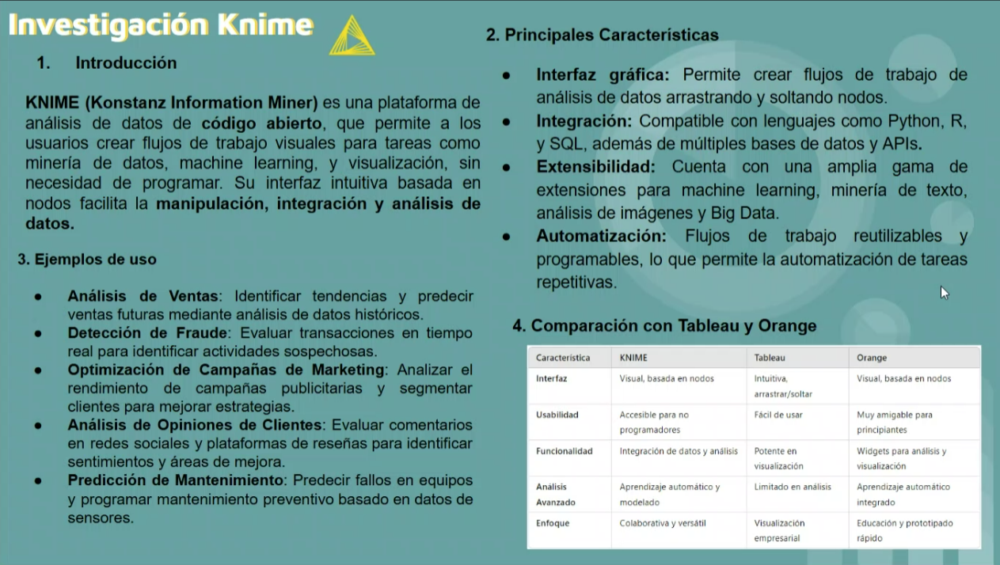 Investigación Knime
1. Introducción
KNIME (Konstanz Information Miner) es una plataforma de
análisis de datos de código abierto, que permite a los
usuarios crear flujos de trabajo visuales para tareas como
minería de datos, machine learning, y visualización, sin
necesidad de programar. Su interfaz intuitiva basada en
nodos facilita la manipulación, integración y análisis de
datos.
2. Principales Características
● Interfaz gráfica: Permite crear flujos de trabajo de
análisis de datos arrastrando y soltando nodos.
● Integración: Compatible con lenguajes como Python, R,
y SQL, además de múltiples bases de datos y APIs.
● Extensibilidad: Cuenta con una amplia gama de
extensiones para machine learning, minería de texto,
análisis de imágenes y Big Data.
● Automatización: Flujos de trabajo reutilizables y
programables, lo que permite la automatización de tareas
repetitivas.
3. Ejemplos de uso
● Análisis de Ventas: Identificar tendencias y predecir
ventas futuras mediante análisis de datos históricos.
● Detección de Fraude: Evaluar transacciones en tiempo
real para identificar actividades sospechosas.
● Optimización de Campañas de Marketing: Analizar el
rendimiento de campañas publicitarias y segmentar
clientes para mejorar estrategias.
● Análisis de Opiniones de Clientes: Evaluar comentarios
en redes sociales y plataformas de reseñas para identificar
sentimientos y áreas de mejora.
● Predicción de Mantenimiento: Predecir fallos en equipos
y programar mantenimiento preventivo basado en datos de
sensores.
4. Comparación con Tableau y Orange
Característica KNIME Tableau Orange
Interfaz Visual, basada en nodos Intuitiva, Visual, basada en nodos
arrastrar/soltar
Usabilidad Accesible para no Fácil de usar Muy amigable para
programadores principiantes
Funcionalidad Integración de datos y análisis Potente en Widgets para análisis y
visualización visualización
Análisis Aprendizaje automático y Limitado en análisis Aprendizaje automático
Avanzado modelado integrado
Enfoque Colaborativa y versátil Visualización Educación y prototipado
empresarial rápido